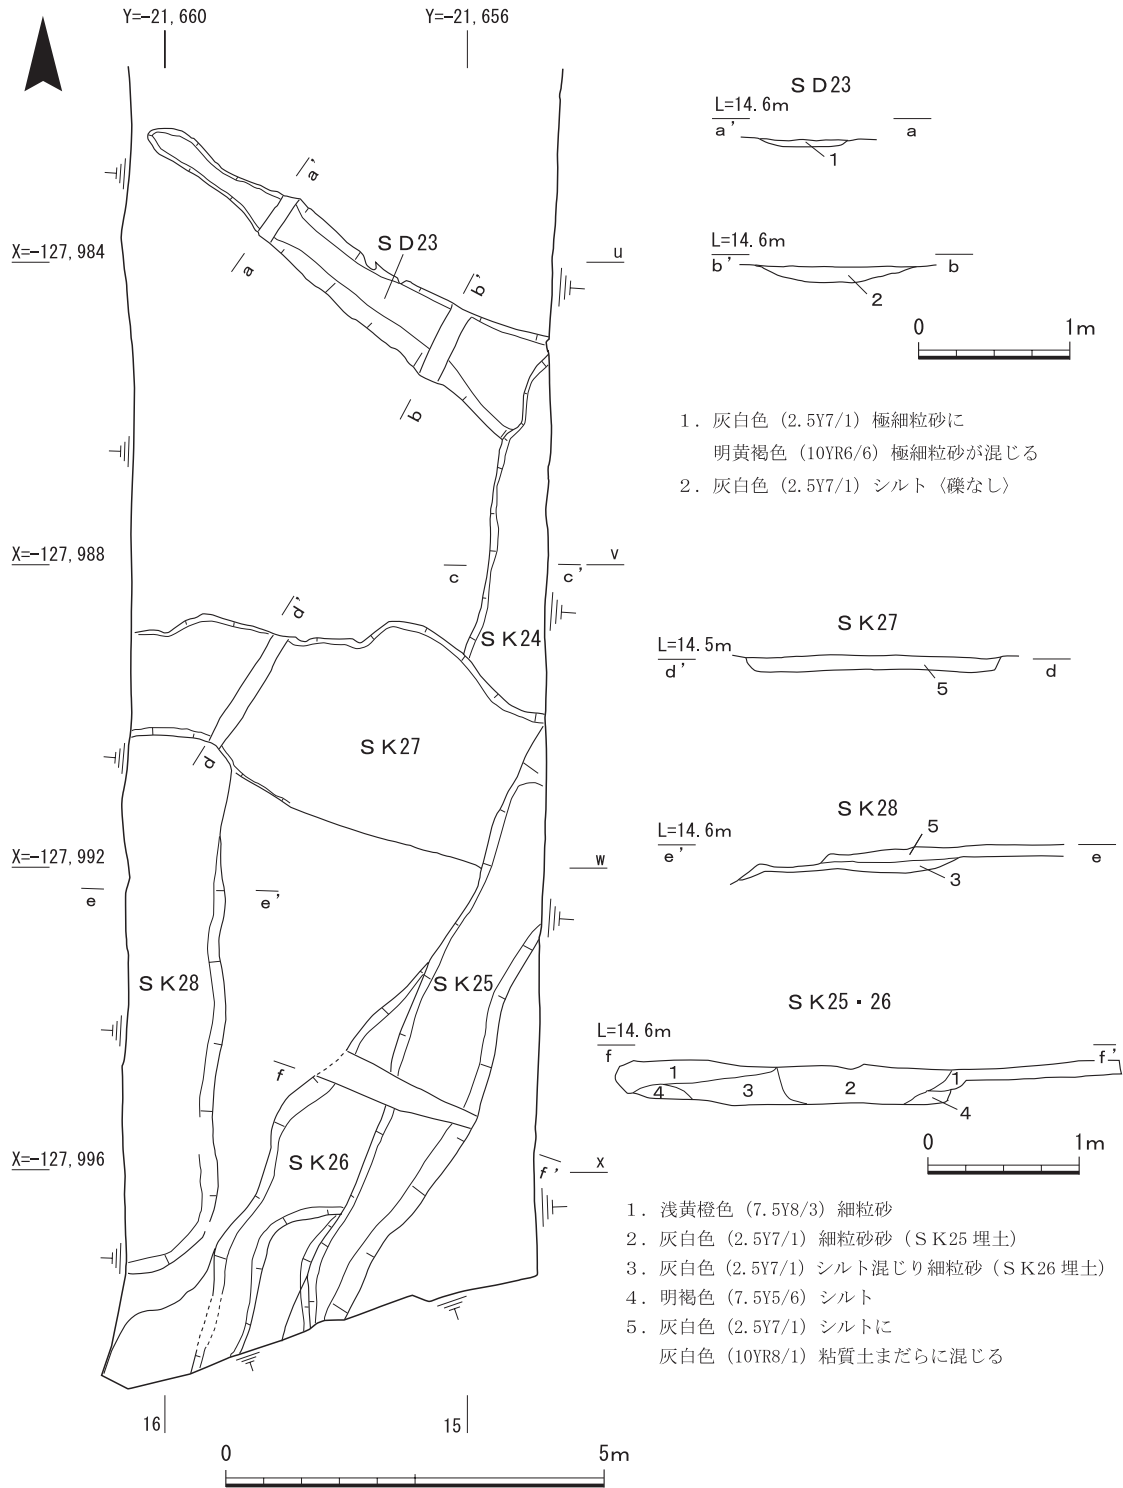 Y=-21,660
Y=-21,656
X=-127,984
X=-127,988
X=-127,992
X=-127,996
u
v
w
x
16
15
a'
a
ＳＤ23
b'
b
c
c'
ＳＫ24
d'
d
ＳＫ27
e
e'
ＳＫ28
ＳＫ25
f
ＳＫ26
f'
0
5m
ＳＤ23
L=14.6m
a'
a
1
L=14.6m
b'
b
2
0
1m
1．灰白色（2.5Y7/1）極細粒砂に
明黄褐色（10YR6/6）極細粒砂が混じる
2．灰白色（2.5Y7/1）シルト〈礫なし〉
ＳＫ27
L=14.5m
d'
d
5
ＳＫ28
L=14.6m
e'
e
5
3
ＳＫ25・26
L=14.6m
f
f'
1
4
3
2
1
4
0
1m
1．浅黄橙色（7.5Y8/3）細粒砂
2．灰白色（2.5Y7/1）細粒砂砂（ＳＫ25埋土）
3．灰白色（2.5Y7/1）シルト混じり細粒砂（ＳＫ26埋土）
4．明褐色（7.5Y5/6）シルト
5．灰白色（2.5Y7/1）シルトに
灰白色（10YR8/1）粘質土まだらに混じる